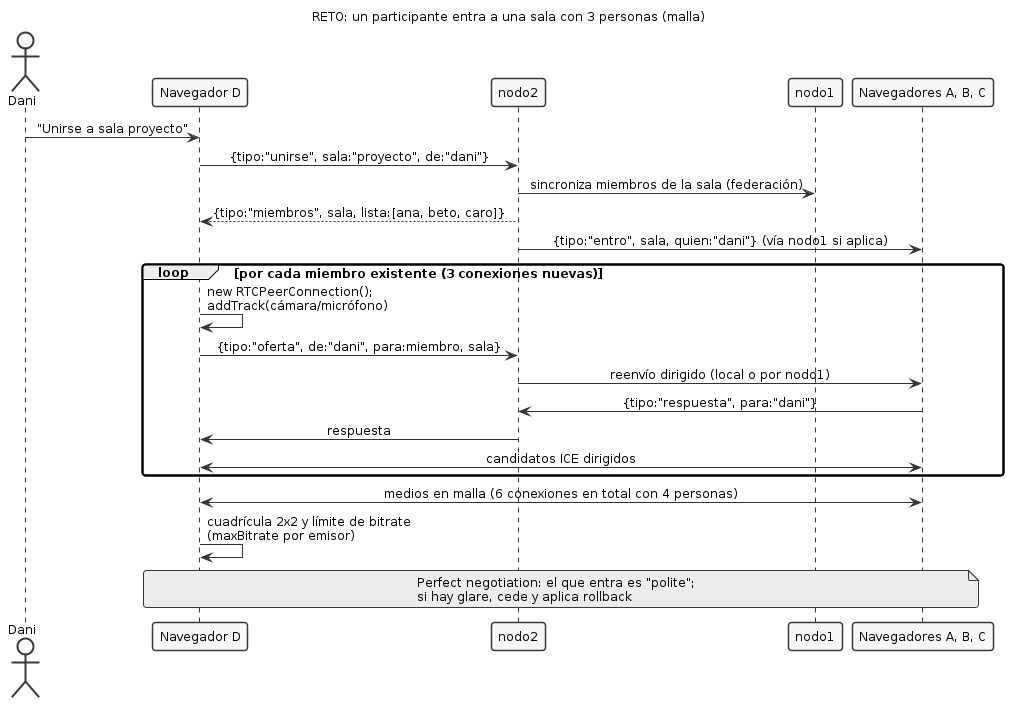 RETO: un participante entra a una sala con 3 personas (malla)
Dani
Navegador D
nodo2
nodo1
Navegadores A, B, C
"Unirse a sala proyecto"
{tipo:"unirse", sala:"proyecto", de:"dani"}
sincroniza miembros de la sala (federación)
{tipo:"miembros", sala, lista:[ana, beto, caro]}
{tipo:"entro", sala, quien:"dani"} (vía nodo1 si aplica)
loop
[por cada miembro existente (3 conexiones nuevas)]
new RTCPeerConnection();
addTrack(cámara/micrófono)
{tipo:"oferta", de:"dani", para:miembro, sala}
reenvío dirigido (local o por nodo1)
{tipo:"respuesta", para:"dani"}
respuesta
candidatos ICE dirigidos
medios en malla (6 conexiones en total con 4 personas)
cuadrícula 2x2 y límite de bitrate
(maxBitrate por emisor)
Perfect negotiation: el que entra es "polite";
si hay glare, cede y aplica rollback
Dani
Navegador D
nodo2
nodo1
Navegadores A, B, C